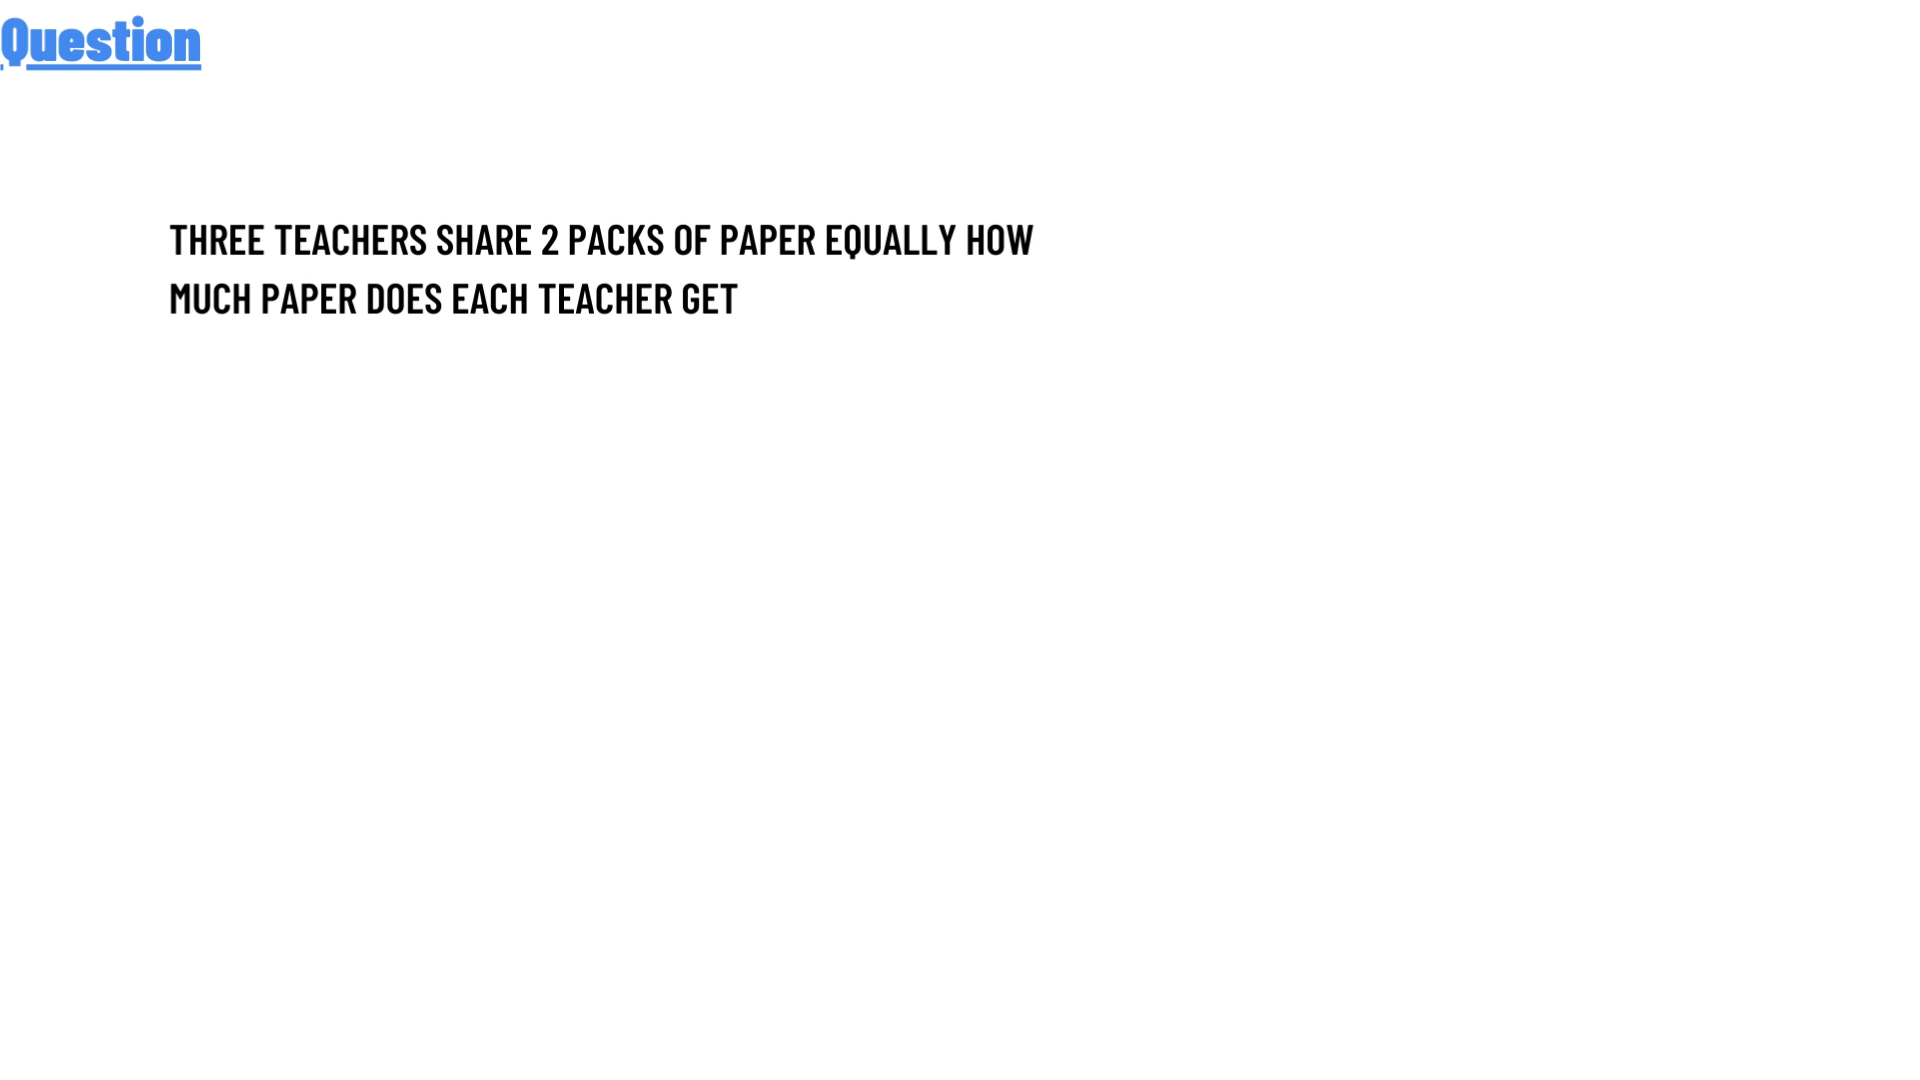 Question
THREE TEACHERS SHARE 2 PACKS OF PAPER EQUALLY HOW
MUCH PAPER DOES EACH TEACHER GET